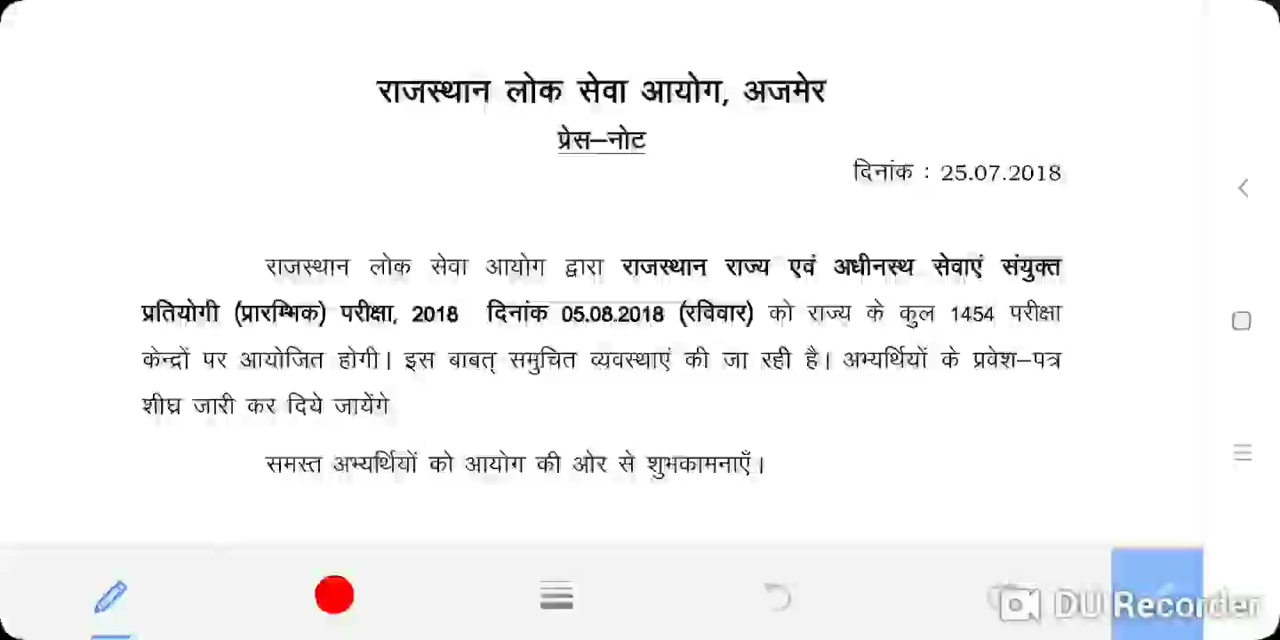 राजस्थान लोक सेवा आयोग, अजमेर
प्रेस–नोट
दिनांक : 25.07.2018
राजस्थान लोक सेवा आयोग द्वारा राजस्थान राज्य एवं अधीनस्थ सेवाएं संयुक्त
प्रतियोगी (प्रारम्भिक) परीक्षा, 2018 दिनांक 05.08.2018 (रविवार) को राज्य के कुल 1454 परीक्षा
केन्द्रों पर आयोजित होगी। इस बाबत् समुचित व्यवस्थाएं की जा रही है। अभ्यर्थियों के प्रवेश–पत्र
शीघ्र जारी कर दिये जायेंगे
समस्त अभ्यर्थियों को आयोग की ओर से शुभकामनाएँ।
DU Recorder